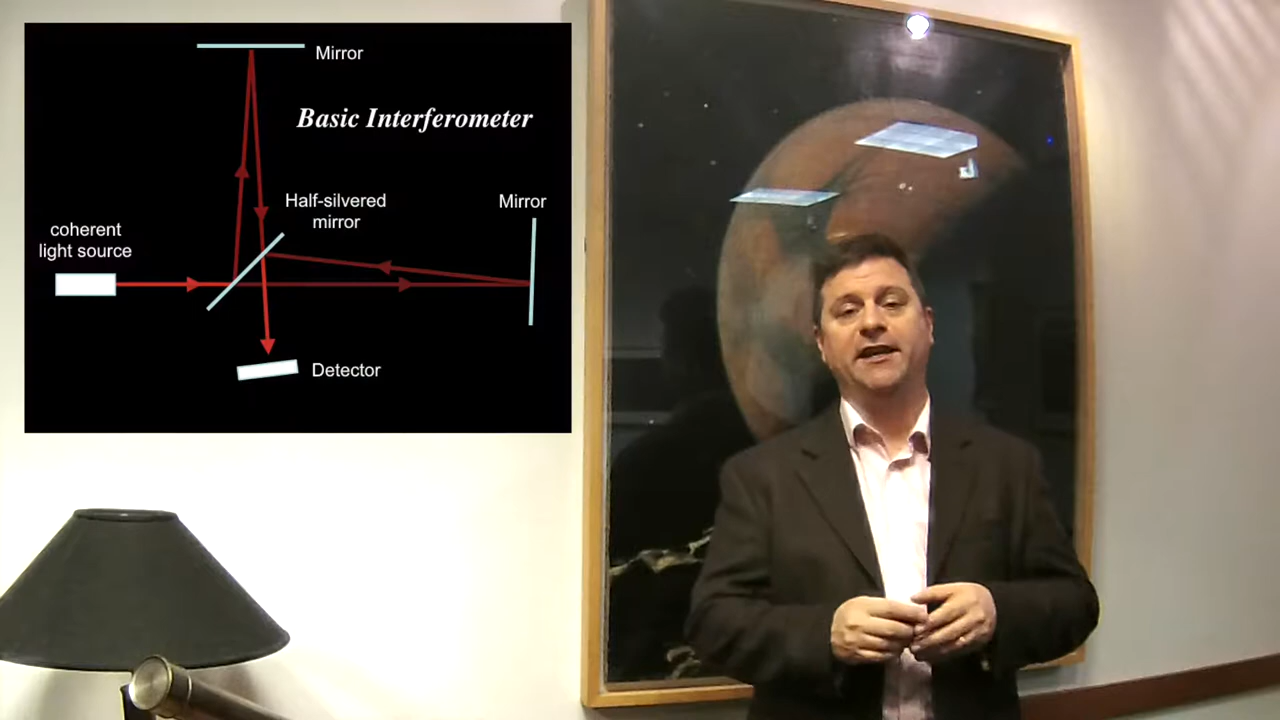 Mirror
Basic Interferometer
Half-silvered
mirror
Mirror
coherent
light source
Detector